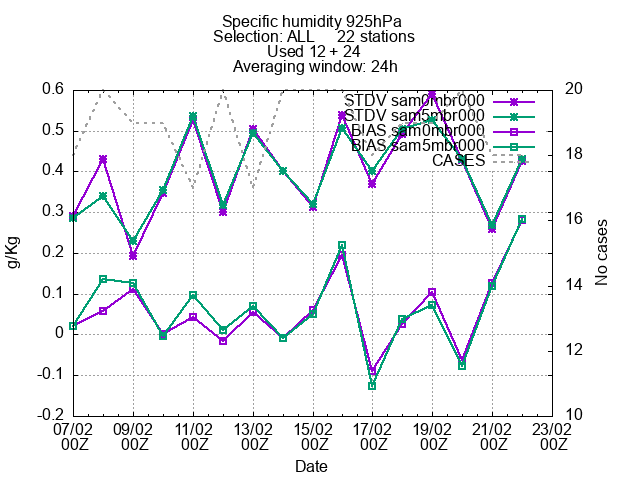 Specific humidity 925hPa
Selection: ALL 22 stations
Used 12 + 24
Averaging window: 24h
STDV sam0mbr000
STDV sam5mbr000
BIAS sam0mbr000
BIAS sam5mbr000
CASES
0.6
0.5
0.4
0.3
0.2
0.1
0
-0.1
-0.2
g/Kg
20
18
16
14
12
10
No cases
07/02 09/02 11/02 13/02 15/02 17/02 19/02 21/02 23/02
00Z 00Z 00Z 00Z 00Z 00Z 00Z 00Z 00Z
Date